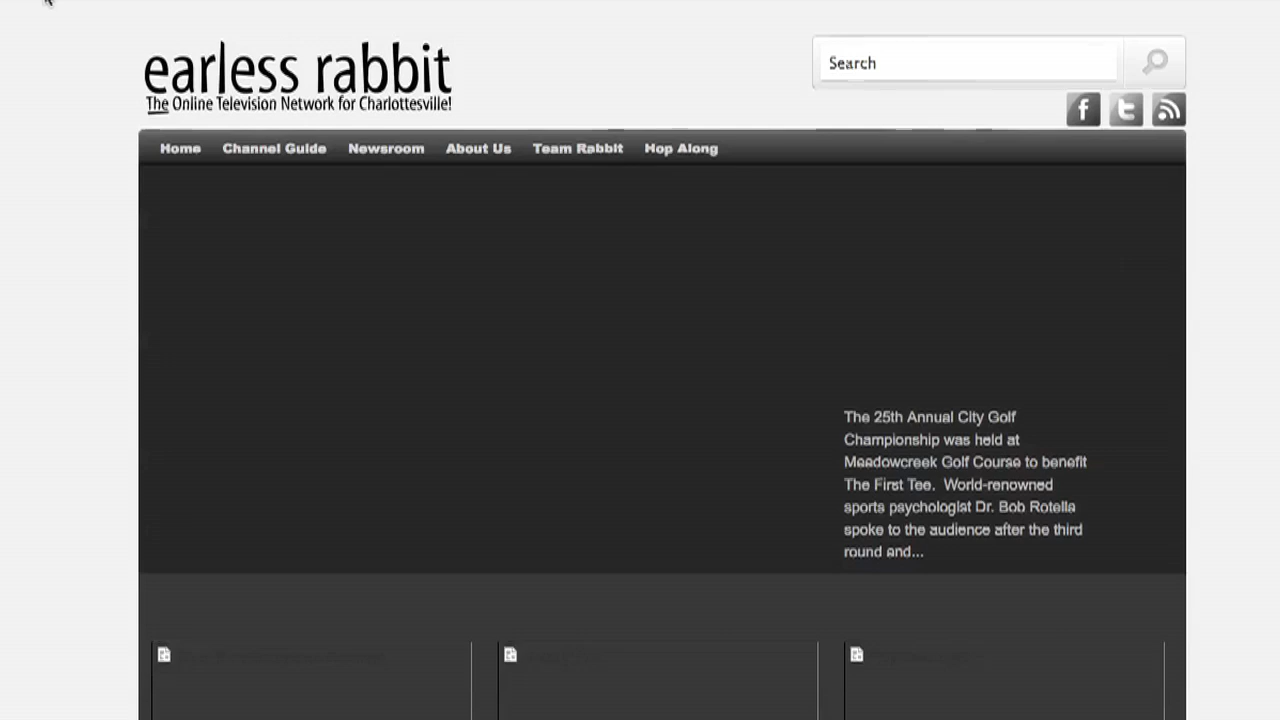 earless rabbit
The Online Television Network for Charlottesville!
Search
Home Channel Guide Newsroom About Us Team Rabbit Hop Along
The 25th Annual City Golf
Championship was held at
Meadowcreek Golf Course to benefit
The First Tee. World-renowned
sports psychologist Dr. Bob Rotella
spoke to the audience after the third
round and...